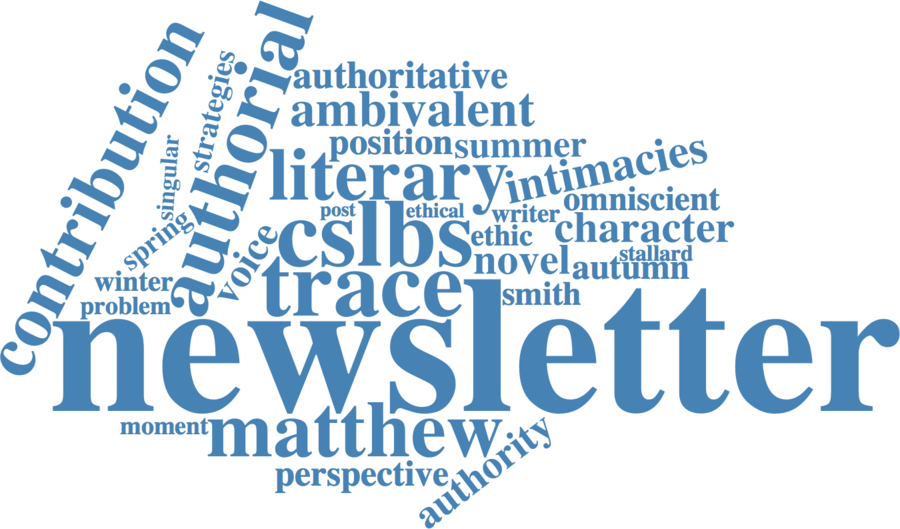 contribution
authorial
strategies
singular
spring
winter
problem
voice
authoritative
ambivalent
position
summer
literary
intimacies
post
ethical
writer
omniscient
cslbs
ethic
character
novel
stallard
autumn
trace
smith
newsletter
moment
matthew
perspective
authority